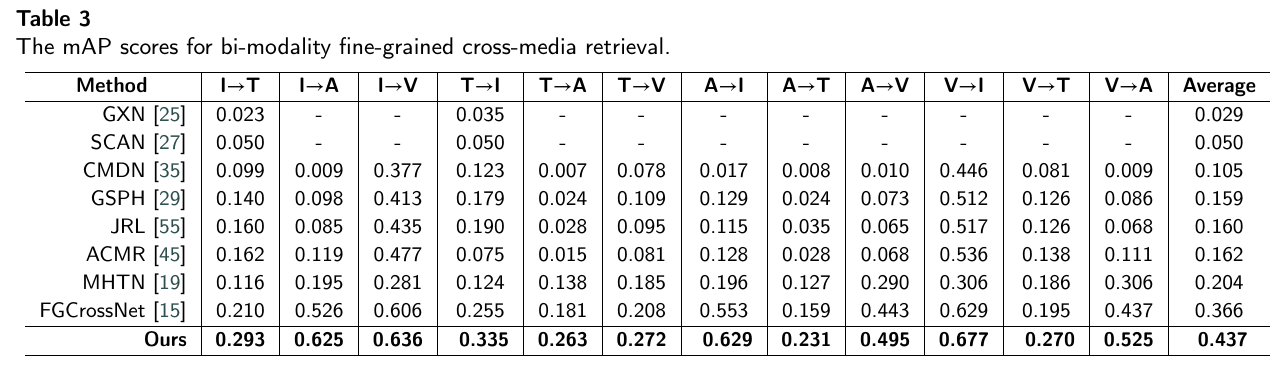 Table 3
The mAP scores for bi-modality fine-grained cross-media retrieval.
Method I→T I→A I→V T→I T→A T→V A→I A→T A→V V→I V→T V→A Average
GXN [25] 0.023 - - 0.035 - - - - - - - - 0.029
SCAN [27] 0.050 - - 0.050 - - - - - - - - 0.050
CMDN [35] 0.099 0.009 0.377 0.123 0.007 0.078 0.017 0.008 0.010 0.446 0.081 0.009 0.105
GSPH [29] 0.140 0.098 0.413 0.179 0.024 0.109 0.129 0.024 0.073 0.512 0.126 0.086 0.159
JRL [55] 0.160 0.085 0.435 0.190 0.028 0.095 0.115 0.035 0.065 0.517 0.126 0.068 0.160
ACMR [45] 0.162 0.119 0.477 0.075 0.015 0.081 0.128 0.028 0.068 0.536 0.138 0.111 0.162
MHTN [19] 0.116 0.195 0.281 0.124 0.138 0.185 0.196 0.127 0.290 0.306 0.186 0.306 0.204
FGCrossNet [15] 0.210 0.526 0.606 0.255 0.181 0.208 0.553 0.159 0.443 0.629 0.195 0.437 0.366
Ours 0.293 0.625 0.636 0.335 0.263 0.272 0.629 0.231 0.495 0.677 0.270 0.525 0.437